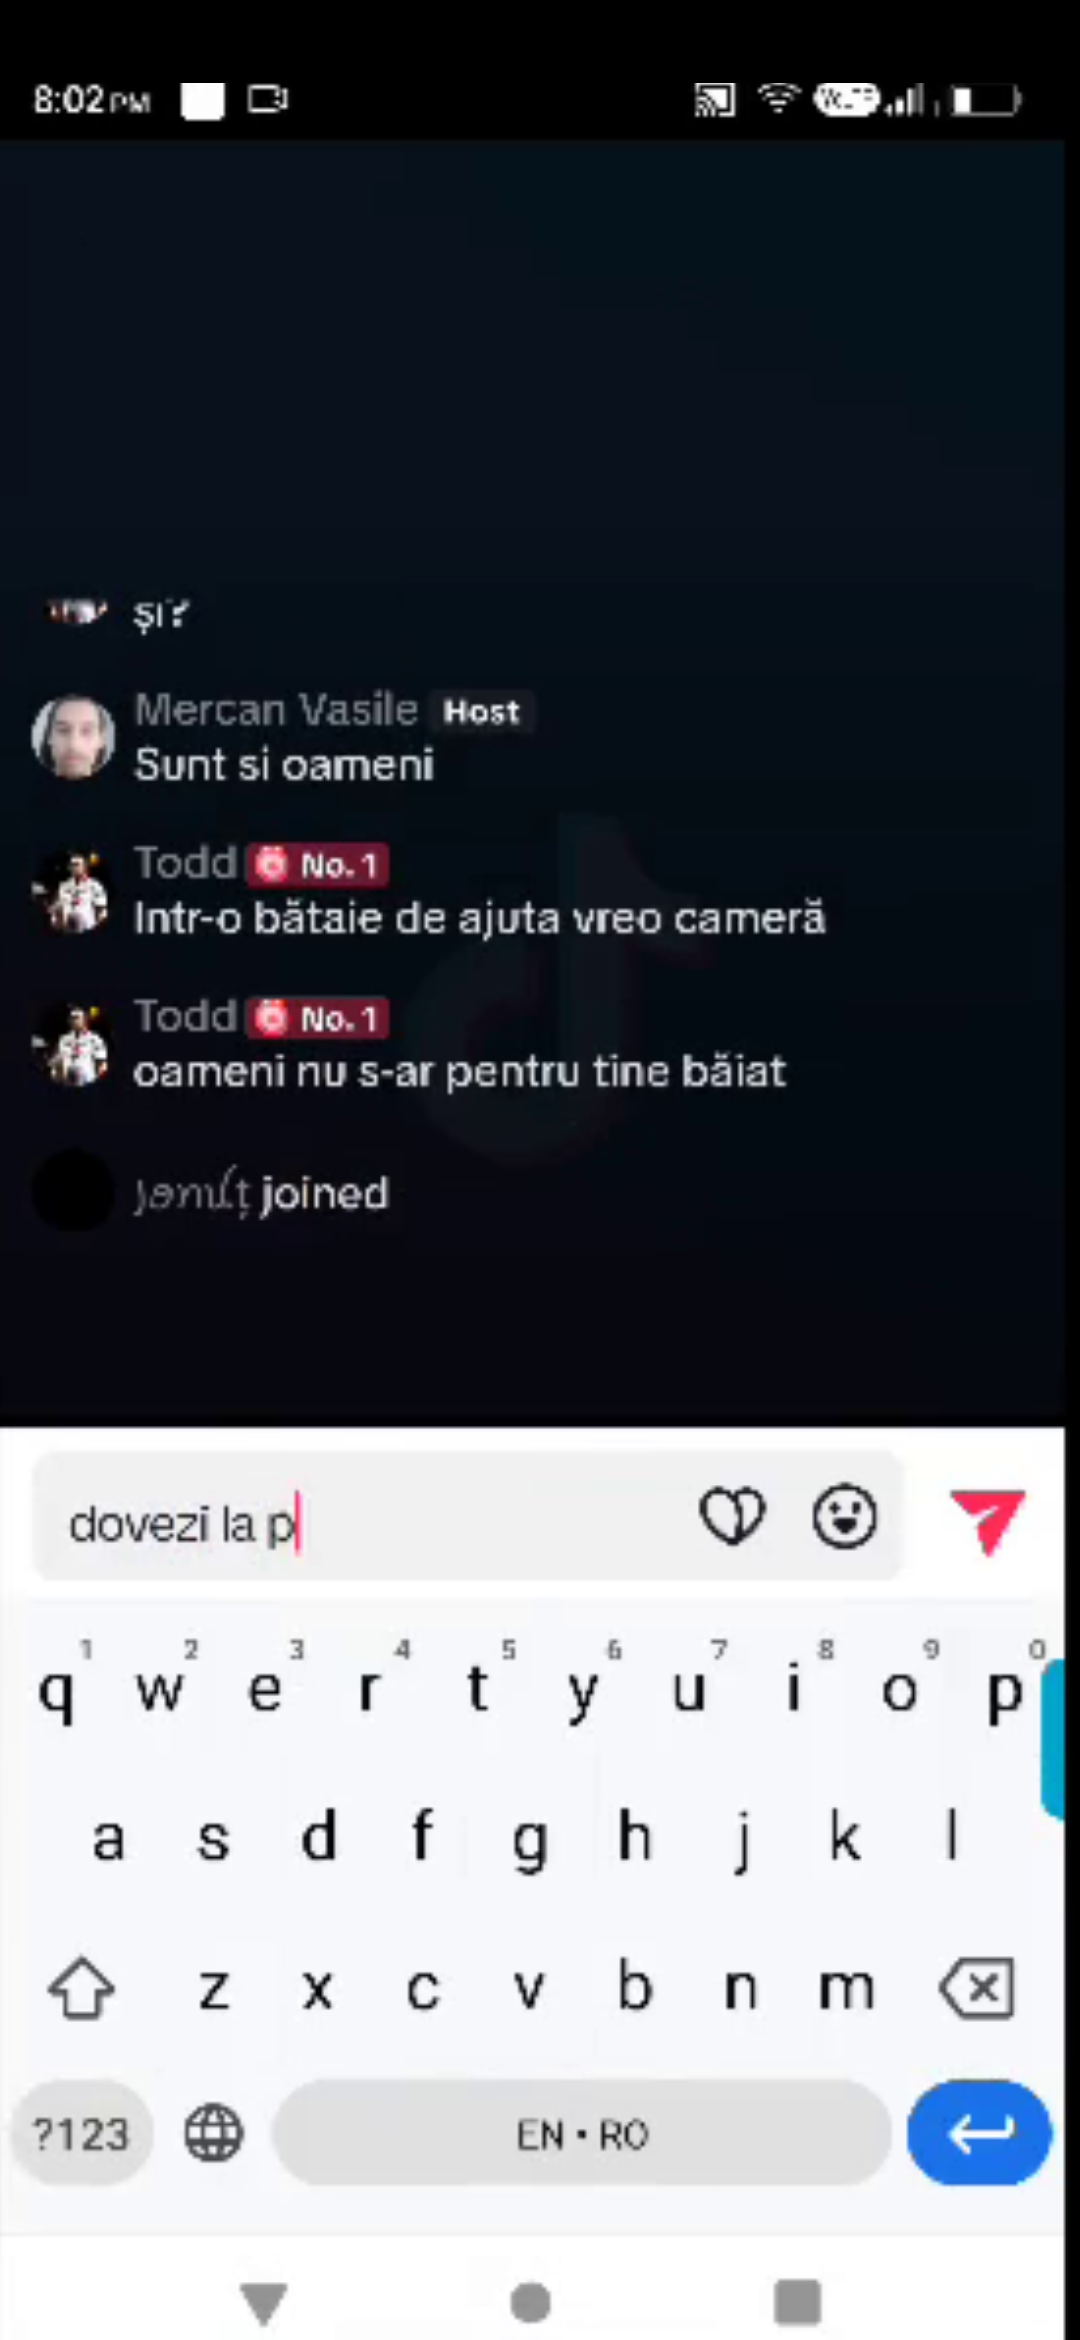 8:02 PM
și?
Mercan Vasile Host
Sunt si oameni
Todd No. 1
Intr-o bătaie de ajuta vreo cameră
Todd No. 1
oameni nu s-ar pentru tine băiat
joined
dovezi la p
1 2 3 4 5 6 7 8 9 0
q w e r t y u i o p
a s d f g h j k l
z x c v b n m
?123 EN • RO